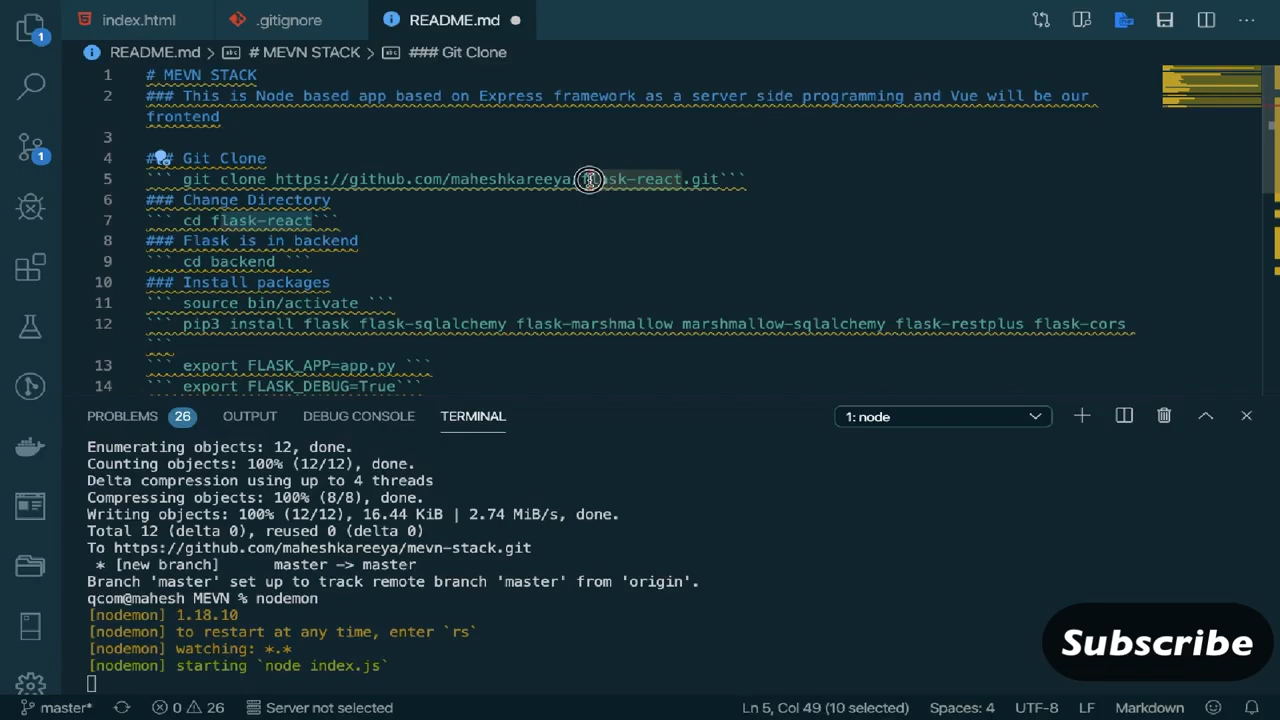 index.html
.gitignore
README.md
README.md > # MEVN STACK > ### Git Clone
1 # MEVN STACK
2 ### This is Node based app based on Express framework as a server side programming and Vue will be our
frontend
3
4 ### Git Clone
5 ``` git clone https://github.com/maheshkareeya/flask-react.git```
6 ### Change Directory
7 ``` cd flask-react```
8 ### Flask is in backend
9 ``` cd backend ```
10 ### Install packages
11 ``` source bin/activate ```
12 ``` pip3 install flask flask-sqlalchemy flask-marshmallow marshmallow-sqlalchemy flask-restplus flask-cors
```
13 ``` export FLASK_APP=app.py ```
14 ``` export FLASK_DEBUG=True```
PROBLEMS 26 OUTPUT DEBUG CONSOLE TERMINAL 1: node
Enumerating objects: 12, done.
Counting objects: 100% (12/12), done.
Delta compression using up to 4 threads
Compressing objects: 100% (8/8), done.
Writing objects: 100% (12/12), 16.44 KiB | 2.74 MiB/s, done.
Total 12 (delta 0), reused 0 (delta 0)
To https://github.com/maheshkareeya/mevn-stack.git
* [new branch] master -> master
Branch 'master' set up to track remote branch 'master' from 'origin'.
qcom@mahesh MEVN % nodemon
[nodemon] 1.18.10
[nodemon] to restart at any time, enter `rs`
[nodemon] watching: *.*
[nodemon] starting `node index.js`
Subscribe
1
1
master* 0 26 Server not selected Ln 5, Col 49 (10 selected) Spaces: 4 UTF-8 LF Markdown